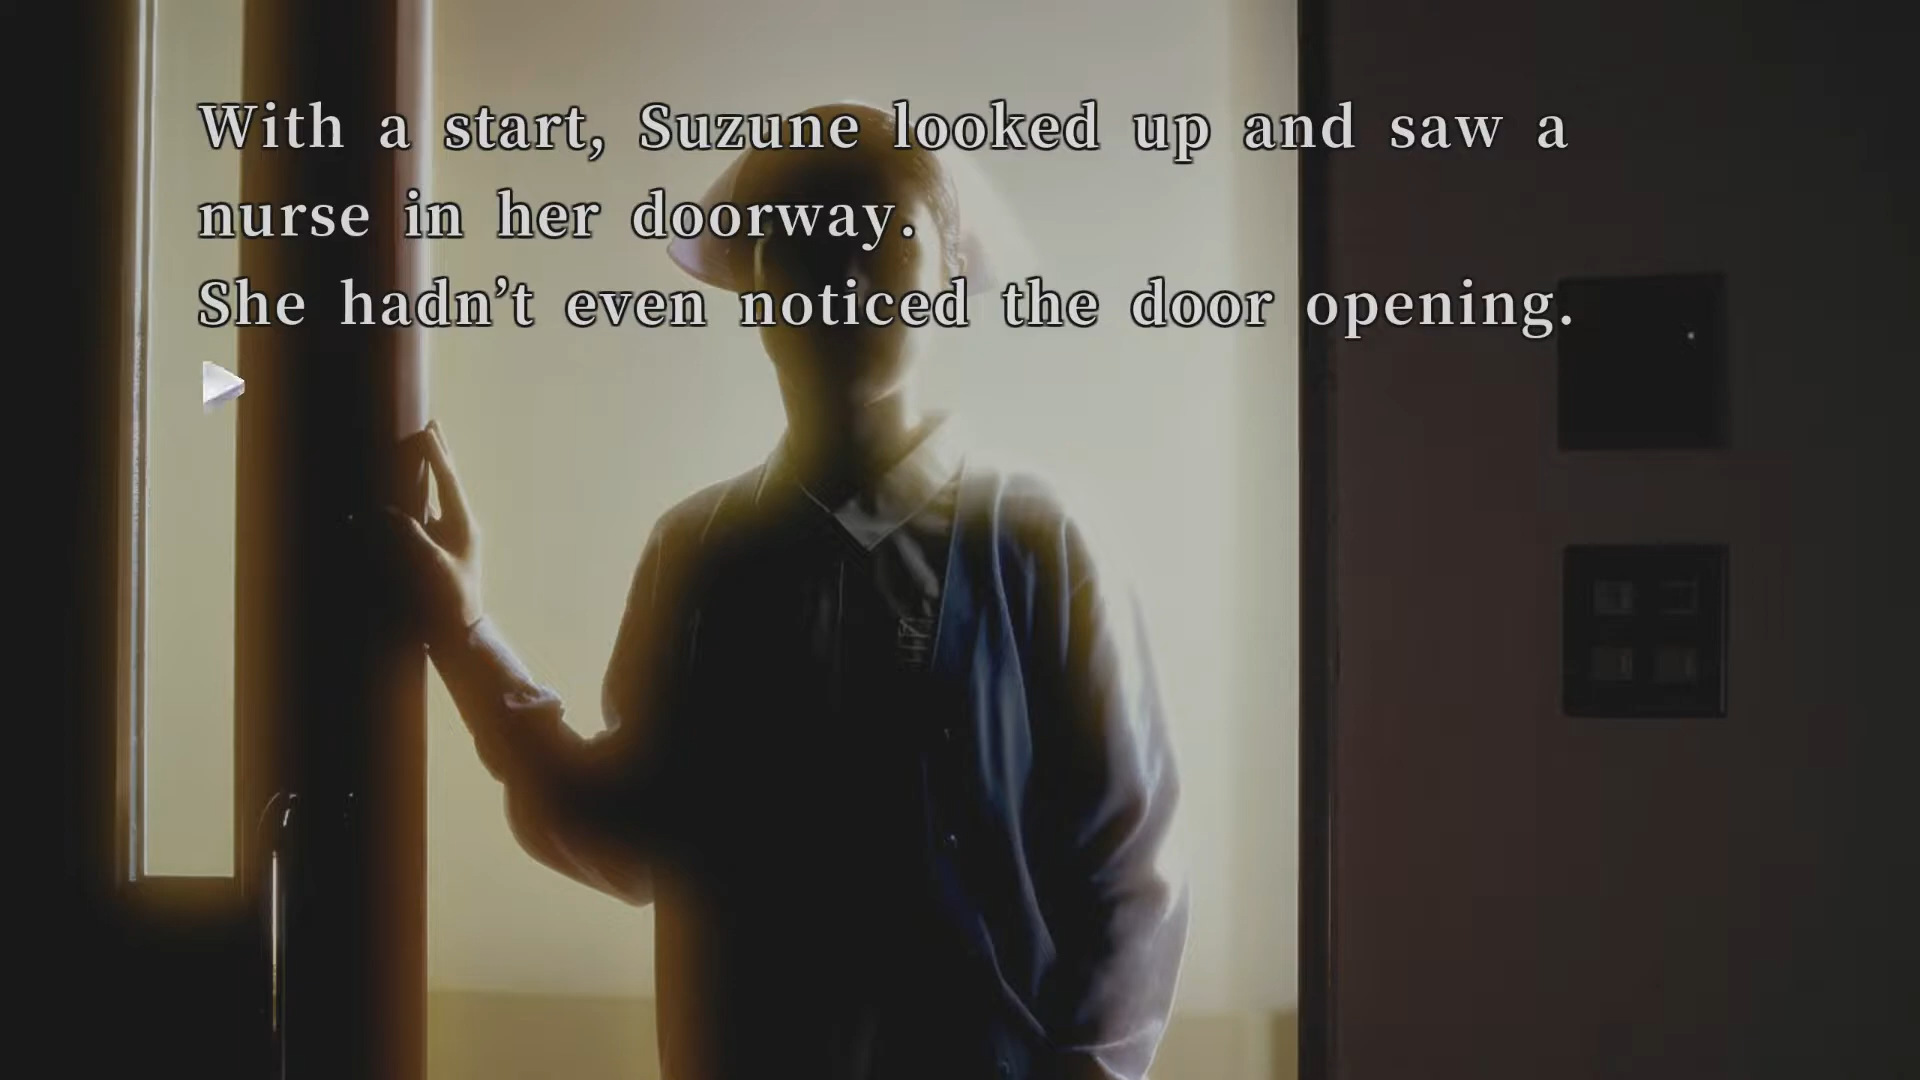 With a start, Suzune looked up and saw a
nurse in her doorway.
She hadn’t even noticed the door opening.